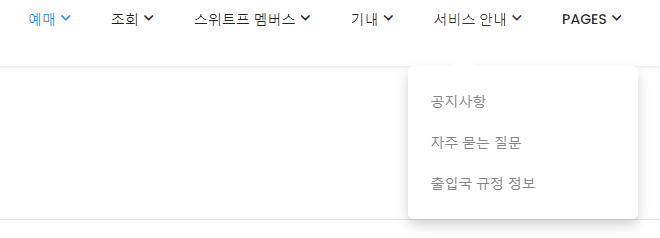 예매 조회 스위트프 멤버스 기내 서비스 안내 PAGES
공지사항
자주 묻는 질문
출입국 규정 정보